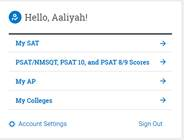 Hello, Aaliyah!
My SAT
PSAT/NMSQT, PSAT 10, and PSAT 8/9 Scores
My AP
My Colleges
Account Settings
Sign Out